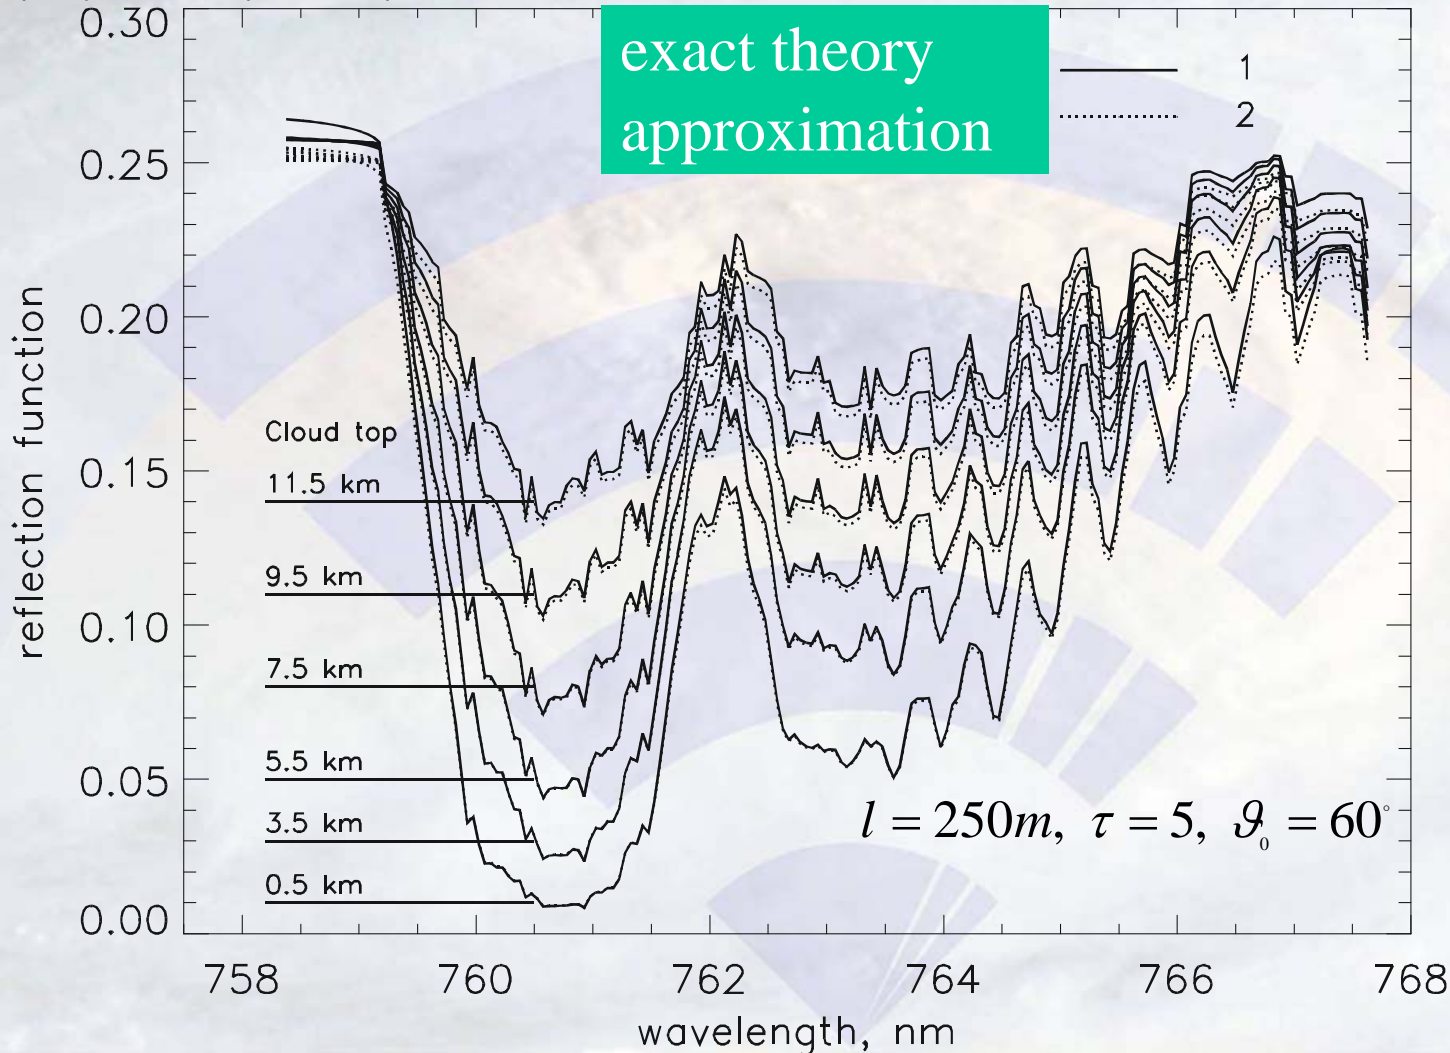 0.30
0.25
0.20
0.15
0.10
0.05
0.00
reflection function
exact theory
approximation
1
2
Cloud top
11.5 km
9.5 km
7.5 km
5.5 km
3.5 km
0.5 km
l = 250m, τ = 5, ϑ₀ = 60°
758 760 762 764 766 768
wavelength, nm